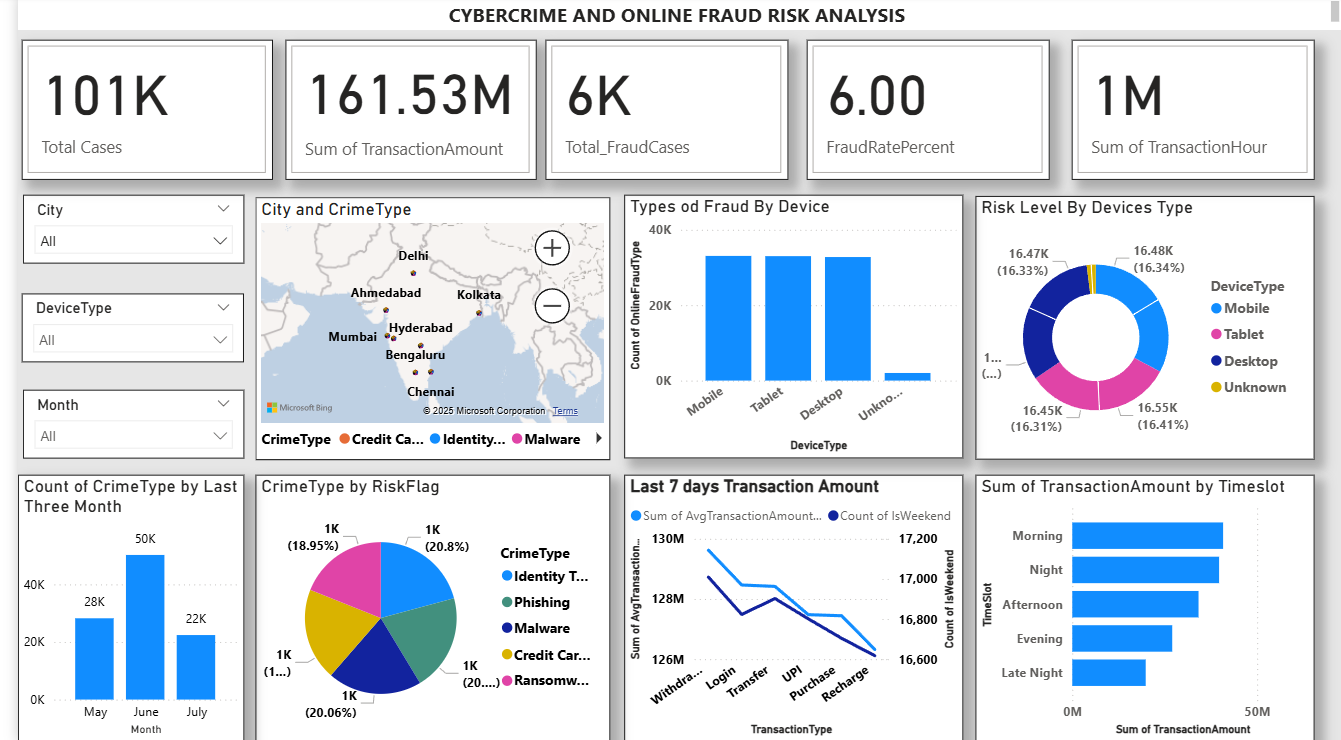 CYBERCRIME AND ONLINE FRAUD RISK ANALYSIS
101K
Total Cases
161.53M
Sum of TransactionAmount
6K
Total_FraudCases
6.00
FraudRatePercent
1M
Sum of TransactionHour
City
All
DeviceType
All
Month
All
City and CrimeType
Delhi
Ahmedabad
Kolkata
Mumbai
Hyderabad
Bengaluru
Chennai
Microsoft Bing
© 2025 Microsoft Corporation Terms
CrimeType
Credit Ca...
Identity...
Malware
Types od Fraud By Device
Count of OnlineFraudType
40K
20K
0K
Mobile
Tablet
Desktop
Unkno...
DeviceType
Risk Level By Devices Type
16.47K
(16.33%)
16.48K
(16.34%)
1...
(...)
16.45K
(16.31%)
16.55K
(16.41%)
DeviceType
Mobile
Tablet
Desktop
Unknown
Count of CrimeType by Last
Three Month
50K
40K
28K
22K
20K
0K
May
June
July
Month
CrimeType by RiskFlag
1K
(18.95%)
1K
(20.8%)
1K
(1...)
1K
(20....)
1K
(20.06%)
CrimeType
Identity T...
Phishing
Malware
Credit Car...
Ransomw...
Last 7 days Transaction Amount
Sum of AvgTransactionAmount...
Count of IsWeekend
Sum of AvgTransaction...
130M
128M
126M
17,200
17,000
16,800
16,600
Count of IsWeekend
Withdra...
Login
Transfer
UPI
Purchase
Recharge
TransactionType
Sum of TransactionAmount by Timeslot
TimeSlot
Morning
Night
Afternoon
Evening
Late Night
0M
50M
Sum of TransactionAmount